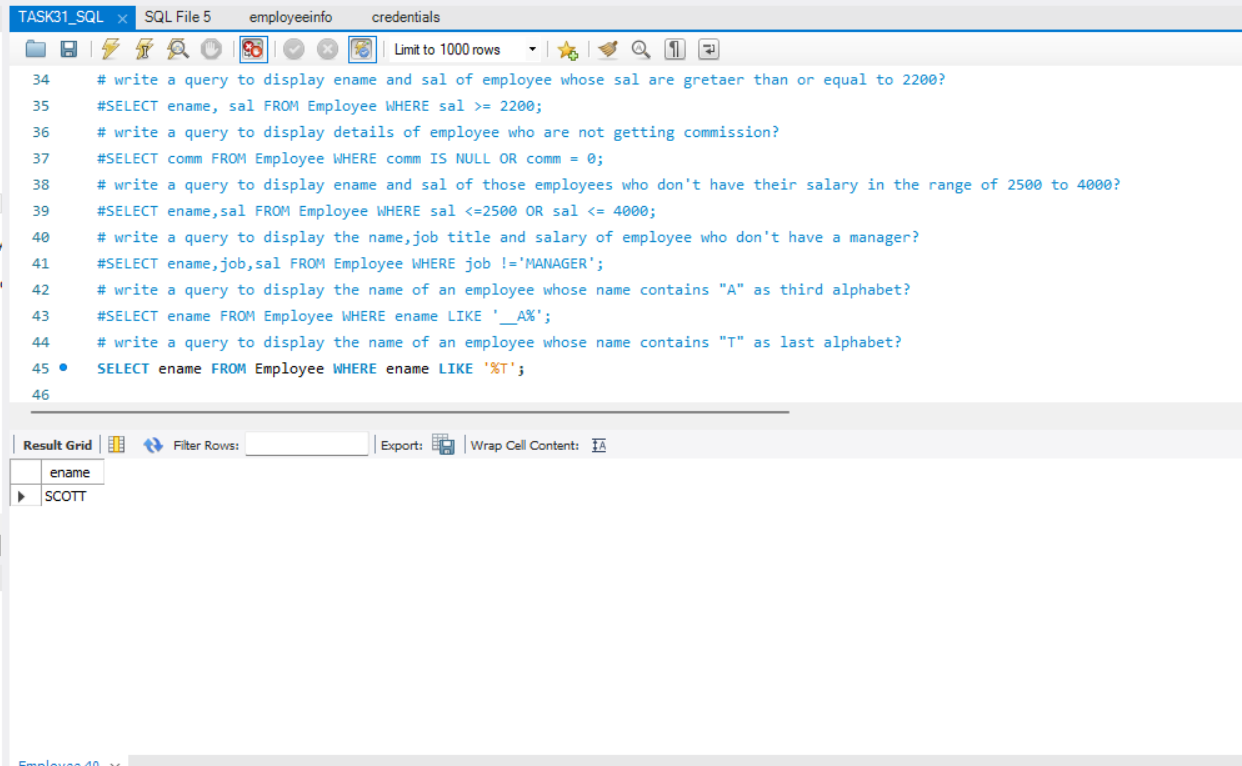 TASK31_SQL SQL File 5 employeeinfo credentials
Limit to 1000 rows
34 # write a query to display ename and sal of employee whose sal are gretaer than or equal to 2200?
35 #SELECT ename, sal FROM Employee WHERE sal >= 2200;
36 # write a query to display details of employee who are not getting commission?
37 #SELECT comm FROM Employee WHERE comm IS NULL OR comm = 0;
38 # write a query to display ename and sal of those employees who don't have their salary in the range of 2500 to 4000?
39 #SELECT ename,sal FROM Employee WHERE sal <=2500 OR sal <= 4000;
40 # write a query to display the name,job title and salary of employee who don't have a manager?
41 #SELECT ename,job,sal FROM Employee WHERE job !='MANAGER';
42 # write a query to display the name of an employee whose name contains "A" as third alphabet?
43 #SELECT ename FROM Employee WHERE ename LIKE '__A%';
44 # write a query to display the name of an employee whose name contains "T" as last alphabet?
45 SELECT ename FROM Employee WHERE ename LIKE '%T';
46
Result Grid Filter Rows: Export: Wrap Cell Content: IA
ename
SCOTT